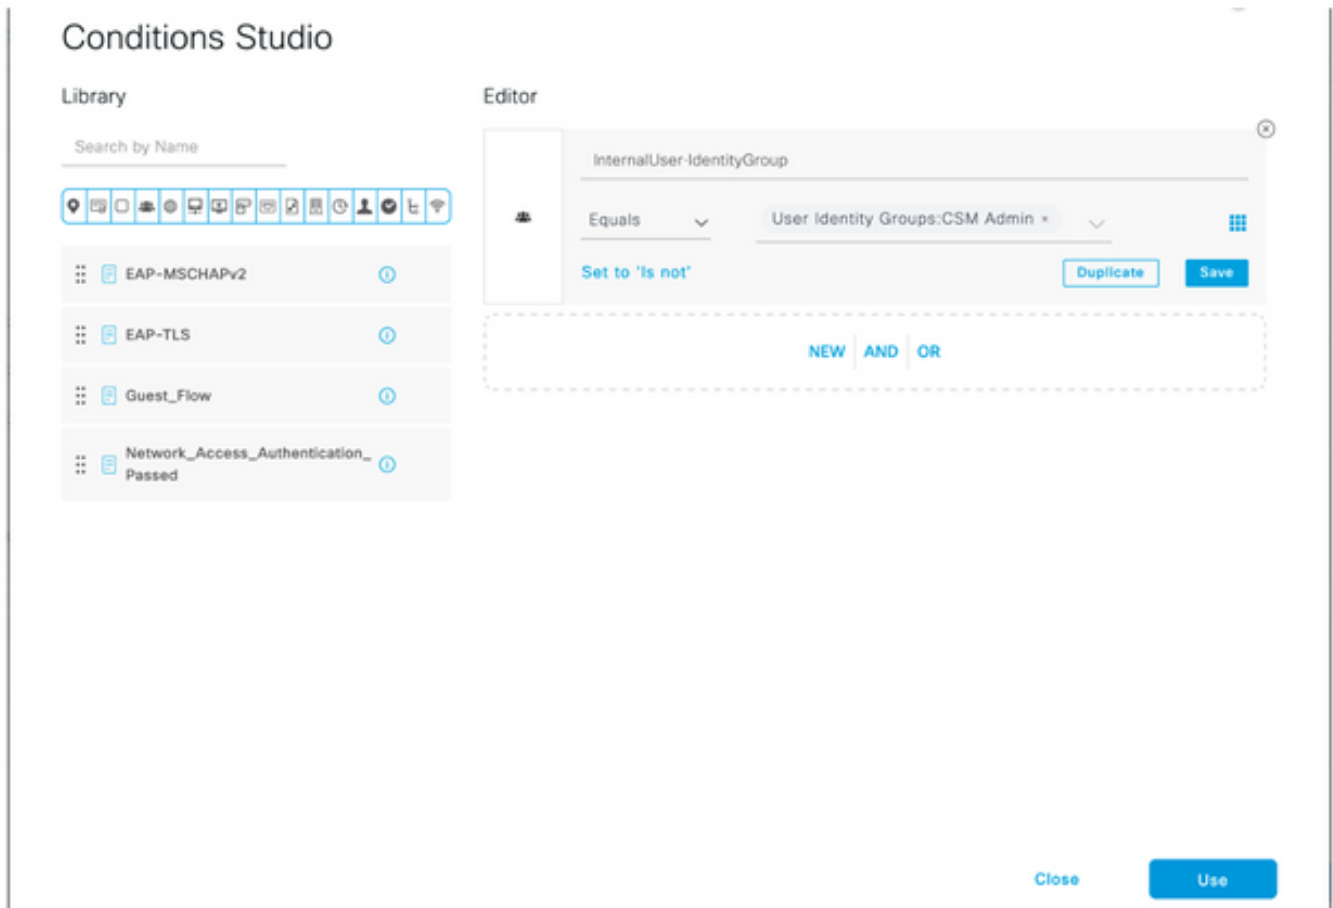 Conditions Studio
Library
Search by Name
EAP-MSCHAPv2
EAP-TLS
Guest_Flow
Network_Access_Authentication_
Passed
Editor
InternalUser·IdentityGroup
Equals
User Identity Groups:CSM Admin ×
Set to 'Is not'
Duplicate
Save
NEW AND OR
Close
Use